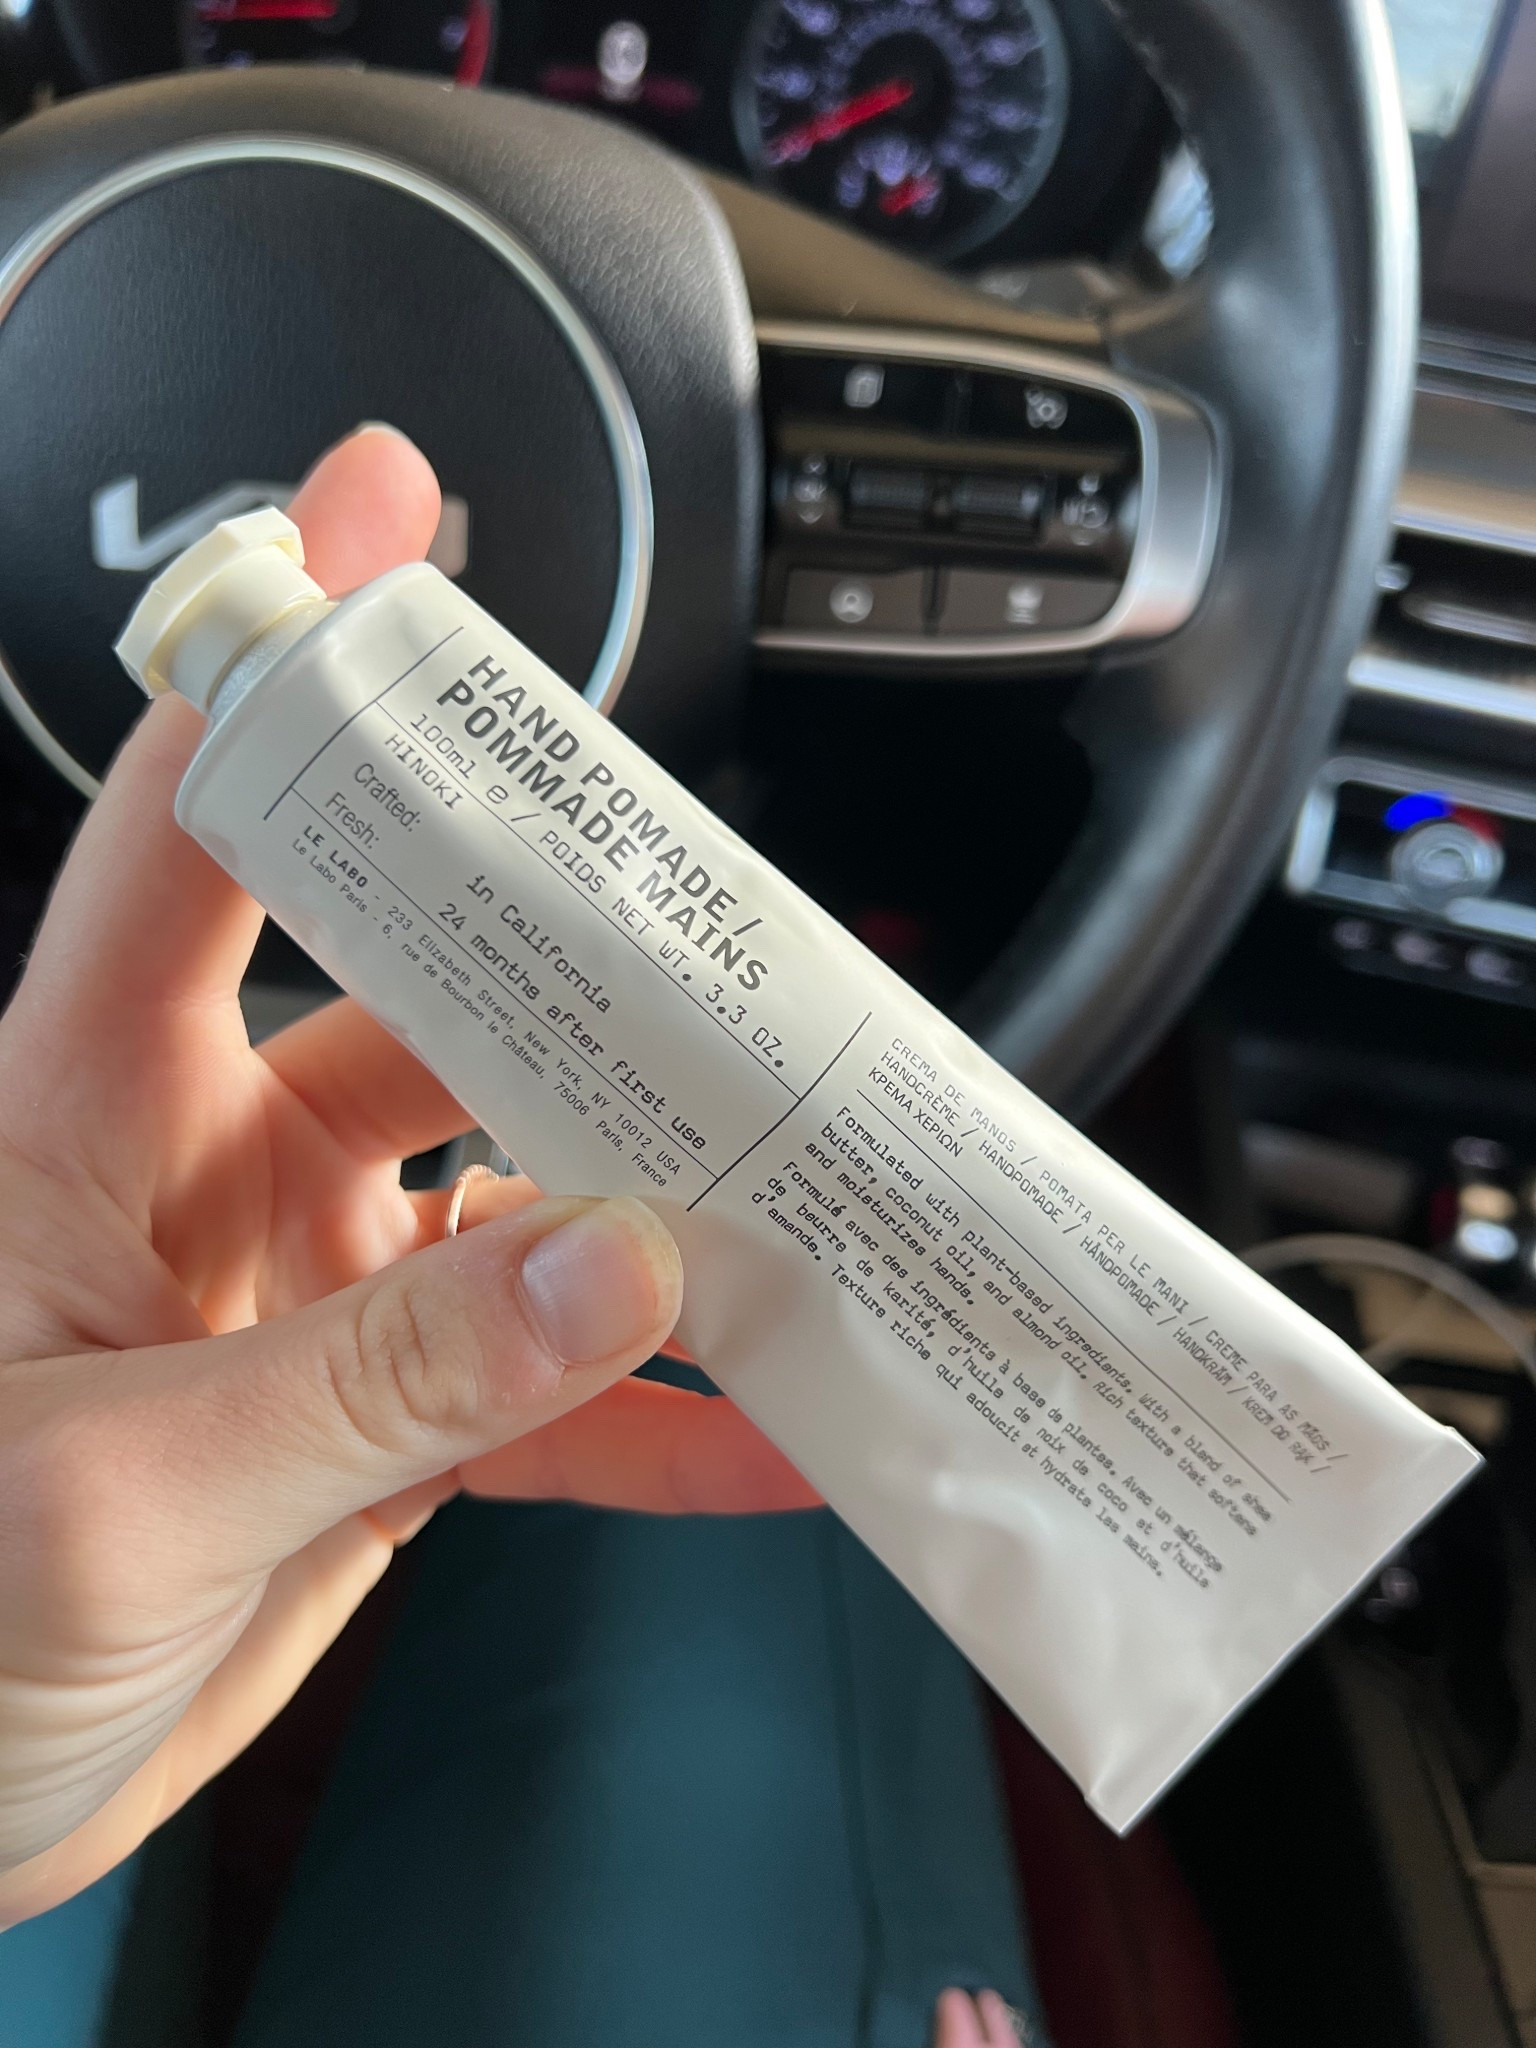 HAND POMADE /
POMMADE MAINS
100ml ℮ / POIDS NET WT. 3.3 OZ.
HINOKI
Crafted: in California
Fresh: 24 months after first use
LE LABO - 233 Elizabeth Street, New York, NY 10012 USA
Le Labo Paris - 6, rue de Bourbon le Château, 75006 Paris, France
CREMA DE MANOS / POMATA PER LE MANI / CREME PARA AS MÃOS /
HANDCRÈME / HANDPOMADE / HÅNDPOMADE / HANDKRÄM / KREM DO RĄK /
ΚΡΕΜΑ ΧΕΡΙΩΝ
Formulated with plant-based ingredients. With a blend of shea
butter, coconut oil, and almond oil. Rich texture that softens
and moisturizes hands.
Formulé avec des ingrédients à base de plantes. Avec un mélange
de beurre de karité, d'huile de noix de coco et d'huile
d'amande. Texture riche qui adoucit et hydrate les mains.